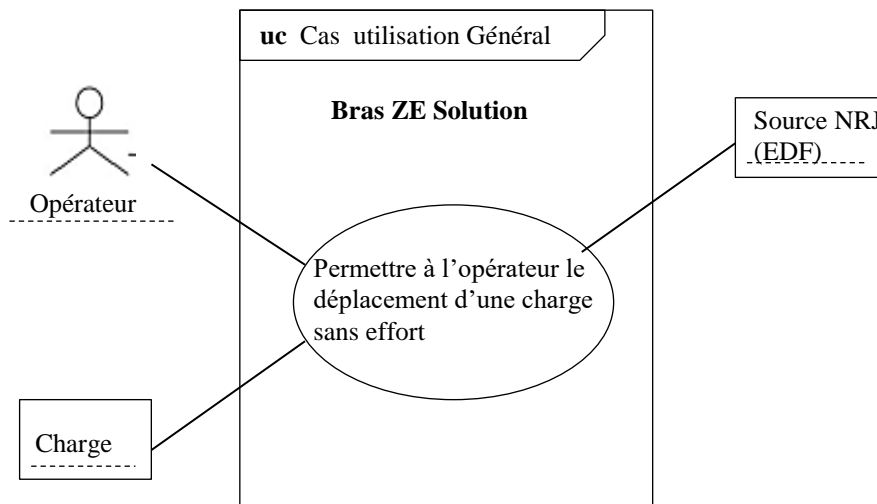 uc Cas utilisation Général
Bras ZE Solution
Source NRJ
(EDF)
Opérateur
Permettre à l’opérateur le
déplacement d’une charge
sans effort
Charge